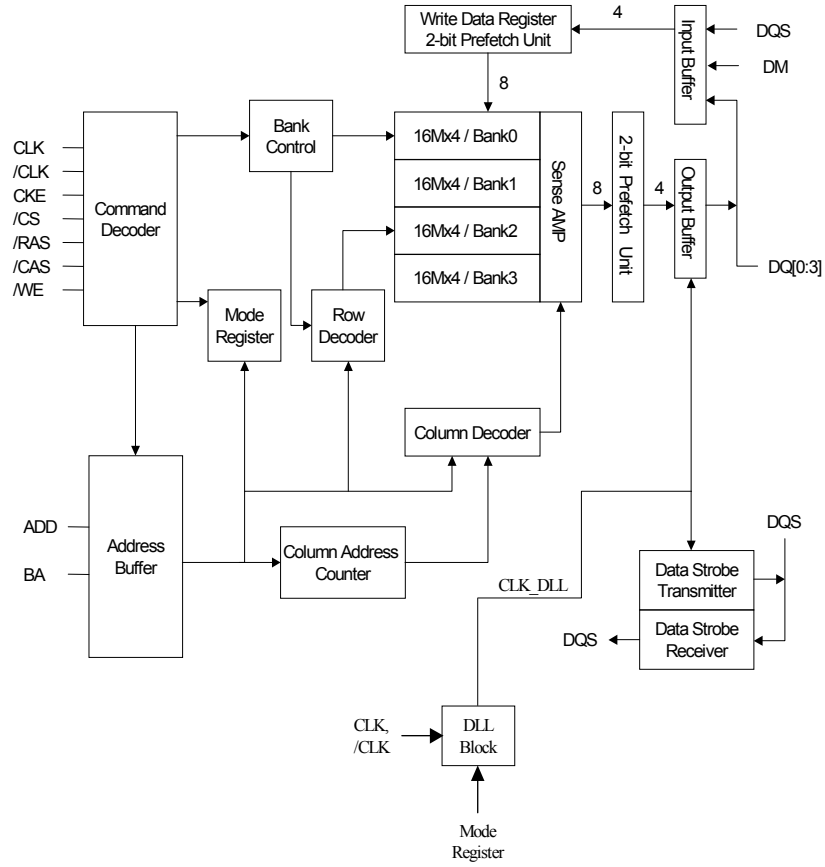 Write Data Register
2-bit Prefetch Unit
4
Input Buffer
DQS
DM
8
Bank
Control
16Mx4 / Bank0
16Mx4 / Bank1
16Mx4 / Bank2
16Mx4 / Bank3
Sense AMP
8
2-bit Prefetch Unit
4
Output Buffer
DQ[0:3]
CLK
/CLK
CKE
/CS
/RAS
/CAS
/WE
Command
Decoder
Mode
Register
Row
Decoder
Column Decoder
ADD
BA
Address
Buffer
Column Address
Counter
CLK_DLL
DQS
Data Strobe
Transmitter
Data Strobe
Receiver
DQS
CLK,
/CLK
DLL
Block
Mode
Register